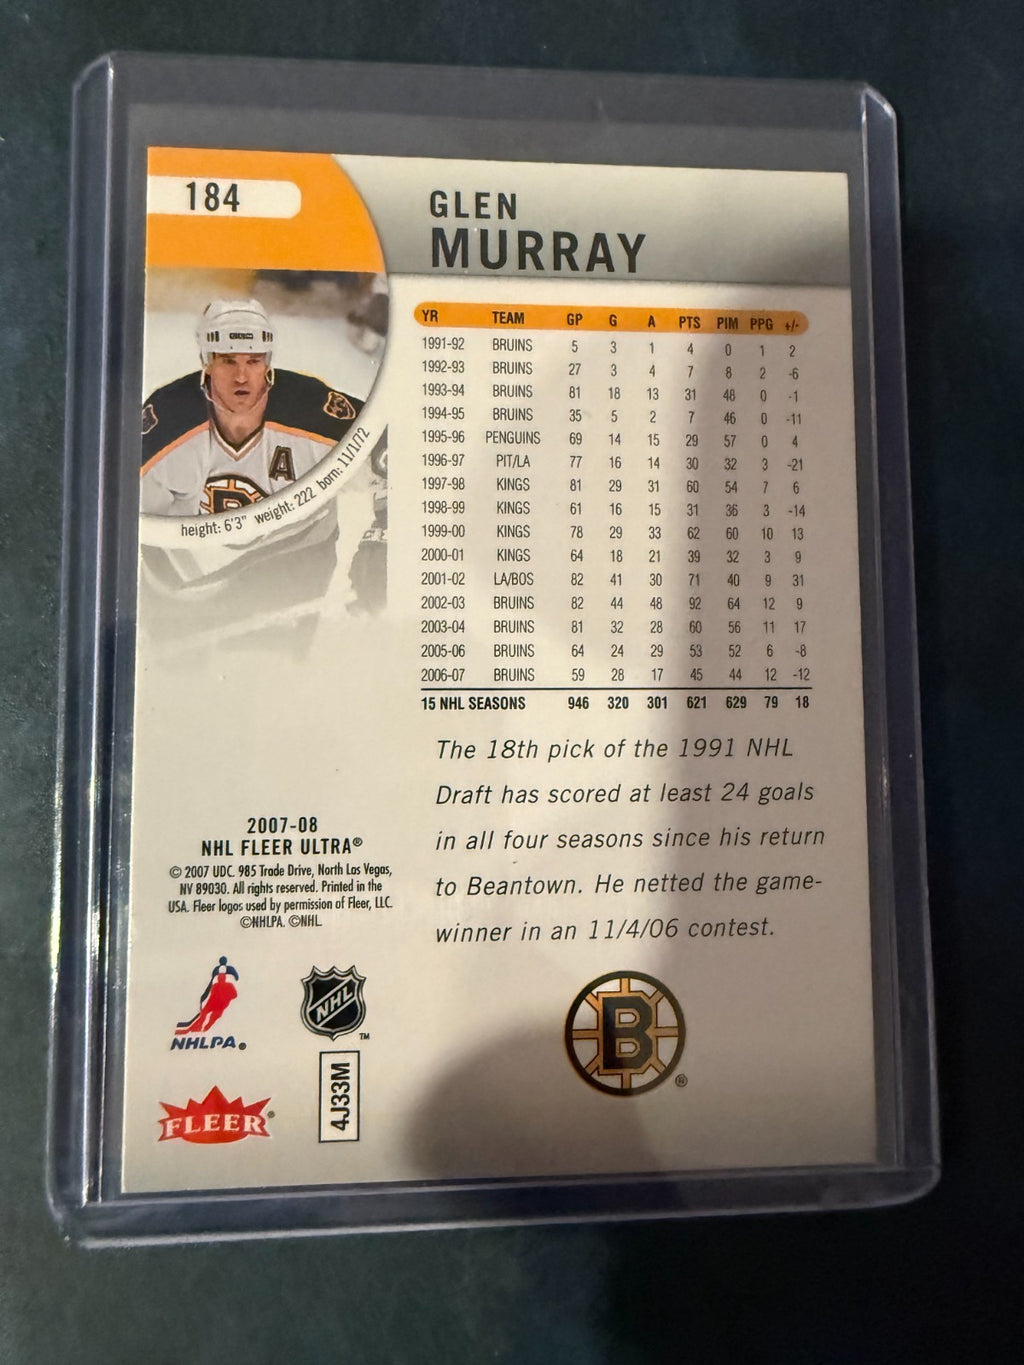 184
GLEN
MURRAY
height: 6'3" weight: 222 born: 11/1/72
YR TEAM GP G A PTS PIM PPG +/-
1991-92 BRUINS 5 3 1 4 0 1 2
1992-93 BRUINS 27 3 4 7 8 2 -6
1993-94 BRUINS 81 18 13 31 48 0 -1
1994-95 BRUINS 35 5 2 7 46 0 -11
1995-96 PENGUINS 69 14 15 29 57 0 4
1996-97 PIT/LA 77 16 14 30 32 3 -21
1997-98 KINGS 81 29 31 60 54 7 6
1998-99 KINGS 61 16 15 31 36 3 -14
1999-00 KINGS 78 29 33 62 60 10 13
2000-01 KINGS 64 18 21 39 32 3 9
2001-02 LA/BOS 82 41 30 71 40 9 31
2002-03 BRUINS 82 44 48 92 64 12 9
2003-04 BRUINS 81 32 28 60 56 11 17
2005-06 BRUINS 64 24 29 53 52 6 -8
2006-07 BRUINS 59 28 17 45 44 12 -12
15 NHL SEASONS 946 320 301 621 629 79 18
The 18th pick of the 1991 NHL
Draft has scored at least 24 goals
in all four seasons since his return
to Beantown. He netted the game-
winner in an 11/4/06 contest.
2007-08
NHL FLEER ULTRA®
© 2007 UDC. 985 Trade Drive, North Las Vegas,
NV 89030. All rights reserved. Printed in the
USA. Fleer logos used by permission of Fleer, LLC.
©NHLPA. ©NHL.
NHLPA.®
NHL™
FLEER®
4J33M
B®
A
B